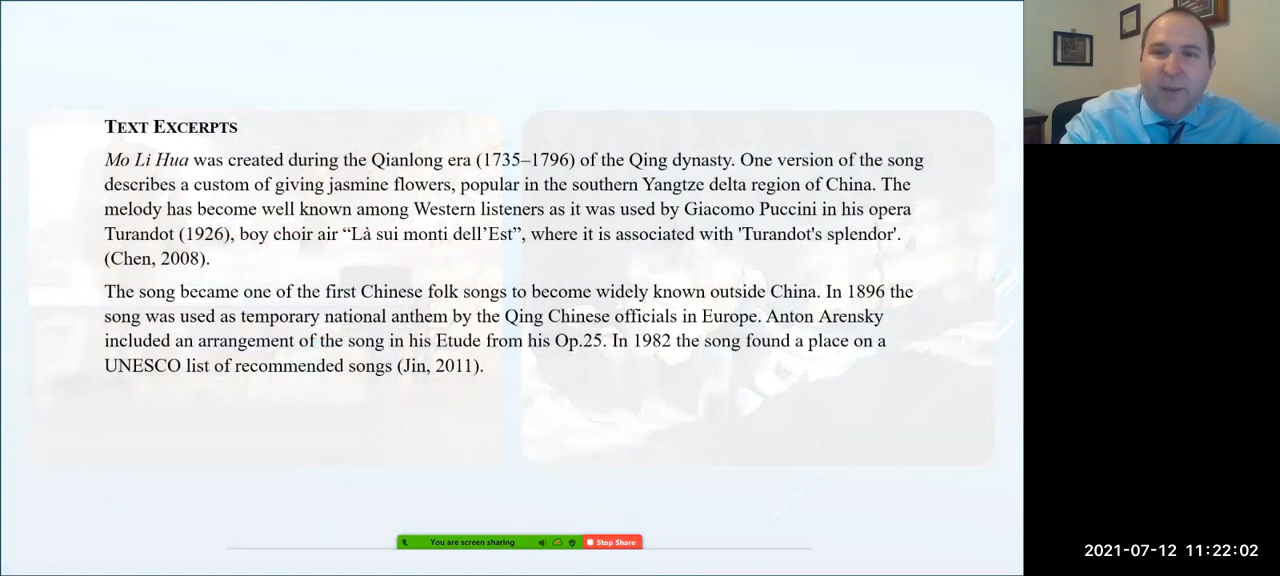 TEXT EXCERPTS
Mo Li Hua was created during the Qianlong era (1735–1796) of the Qing dynasty. One version of the song
describes a custom of giving jasmine flowers, popular in the southern Yangtze delta region of China. The
melody has become well known among Western listeners as it was used by Giacomo Puccini in his opera
Turandot (1926), boy choir air “Là sui monti dell’Est”, where it is associated with 'Turandot's splendor'.
(Chen, 2008).
The song became one of the first Chinese folk songs to become widely known outside China. In 1896 the
song was used as temporary national anthem by the Qing Chinese officials in Europe. Anton Arensky
included an arrangement of the song in his Etude from his Op.25. In 1982 the song found a place on a
UNESCO list of recommended songs (Jin, 2011).
You are screen sharing
Stop Share
2021-07-12 11:22:02